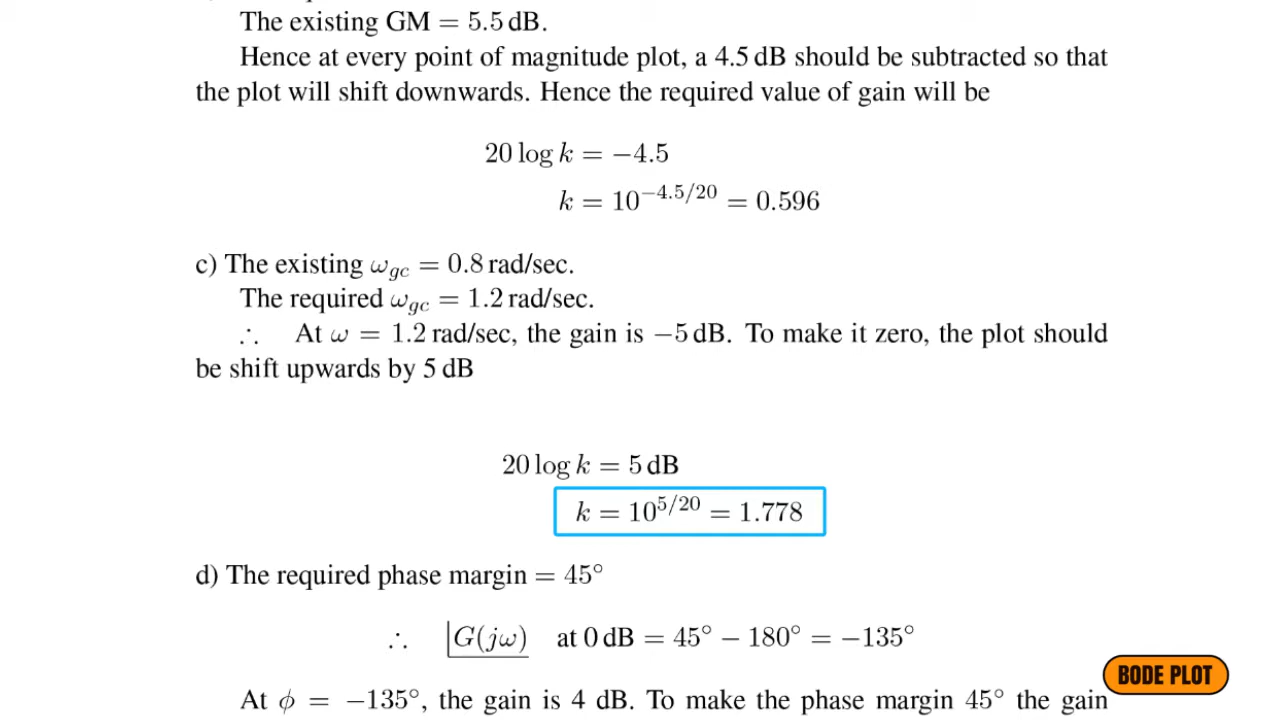 The existing GM = 5.5 dB.
Hence at every point of magnitude plot, a 4.5 dB should be subtracted so that
the plot will shift downwards. Hence the required value of gain will be
20 log k = −4.5
k = 10^{−4.5/20} = 0.596
c) The existing ω_{gc} = 0.8 rad/sec.
The required ω_{gc} = 1.2 rad/sec.
∴ At ω = 1.2 rad/sec, the gain is −5 dB. To make it zero, the plot should
be shift upwards by 5 dB
20 log k = 5 dB
k = 10^{5/20} = 1.778
d) The required phase margin = 45°
∴ ⌊G(jω) at 0 dB = 45° − 180° = −135°
At ϕ = −135°, the gain is 4 dB. To make the phase margin 45° the gain
BODE PLOT